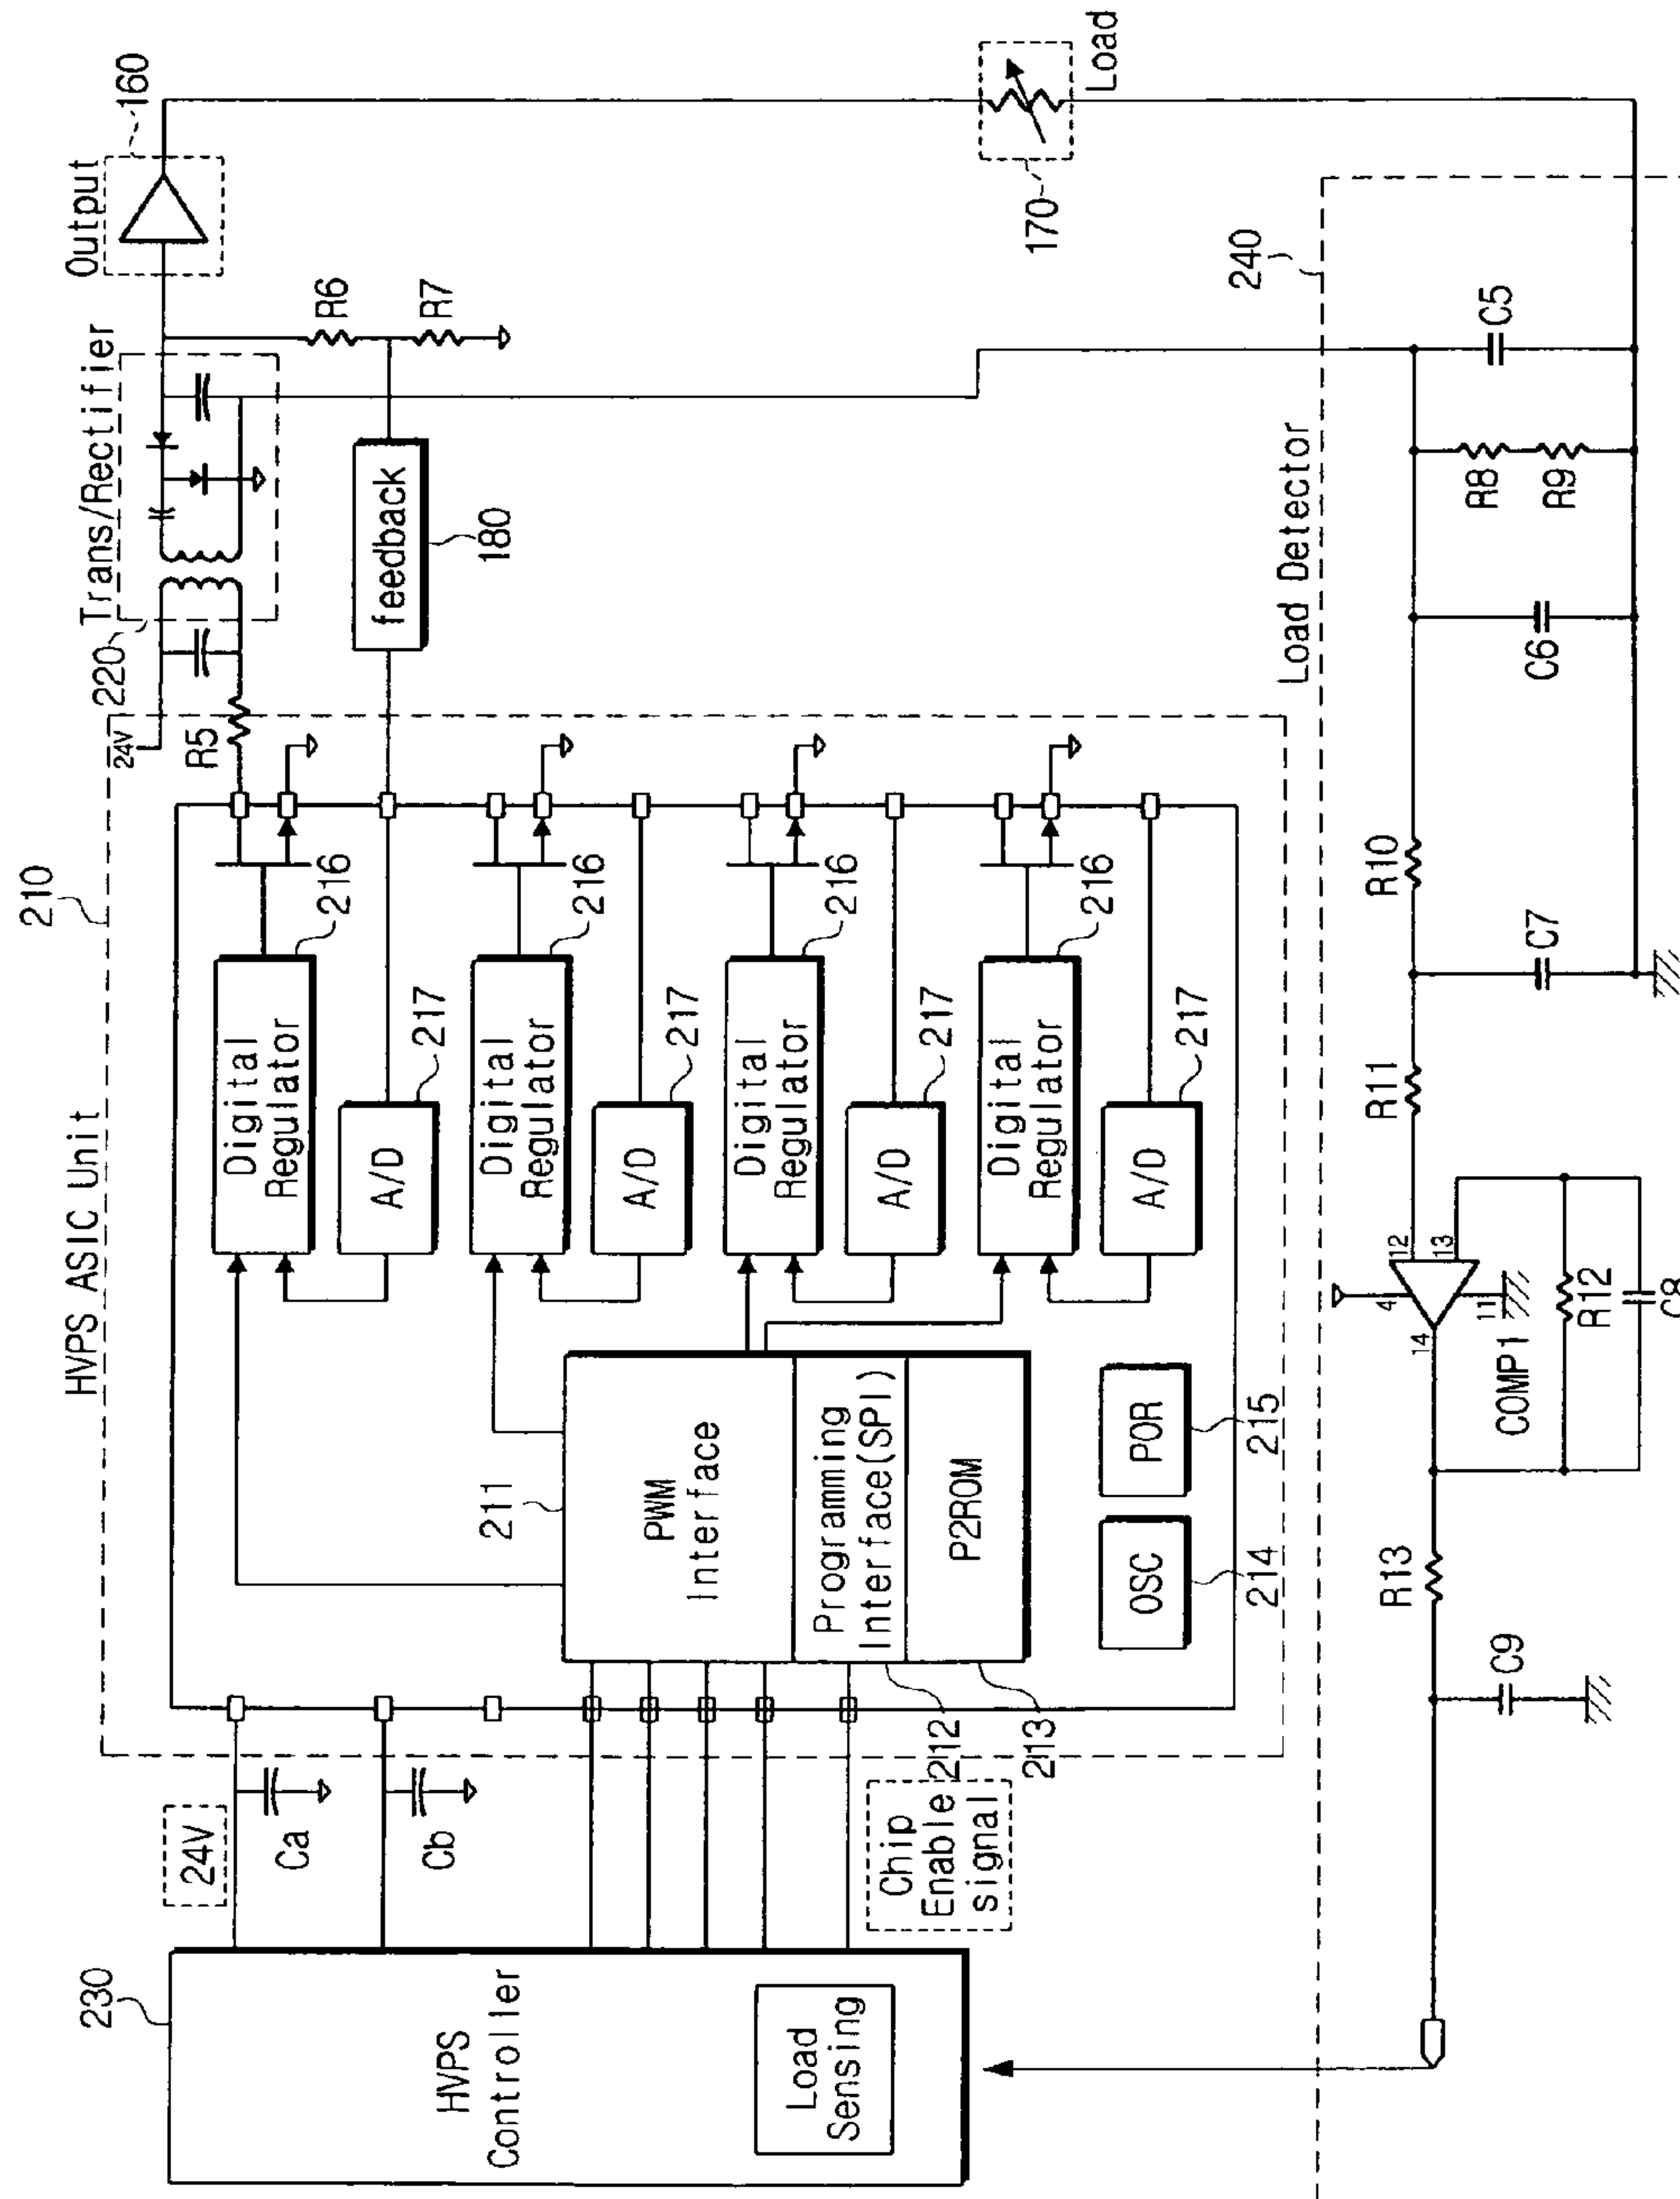 230
HVPS
Controller
Load
Sensing
24V
Ca
Cb
Chip
Enable
signal
HVPS ASIC Unit
210
211
PWM
Interface
Programming
Interface(SPI)
P2ROM
212
213
OSC
214
POR
215
Digital
Regulator
216
A/D
217
Digital
Regulator
216
A/D
217
Digital
Regulator
216
A/D
217
Digital
Regulator
216
A/D
217
24V
R5
220
Trans/Rectifier
feedback
180
R6
R7
Output
160
170
Load
Load Detector
240
C9
R13
14
4
11
12
13
COMP1
R12
C8
R11
C7
R10
C6
R8
R9
C5